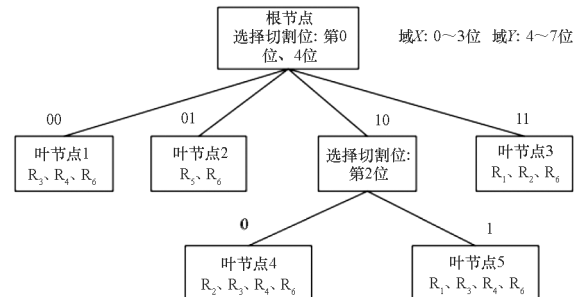 根节点
选择切割位: 第0
位、4位
域X: 0～3位 域Y: 4～7位
00
01
10
11
叶节点1
R₃、R₄、R₆
叶节点2
R₅、R₆
选择切割位:
第2位
叶节点3
R₁、R₂、R₆
0
1
叶节点4
R₂、R₃、R₄、R₆
叶节点5
R₁、R₃、R₄、R₆